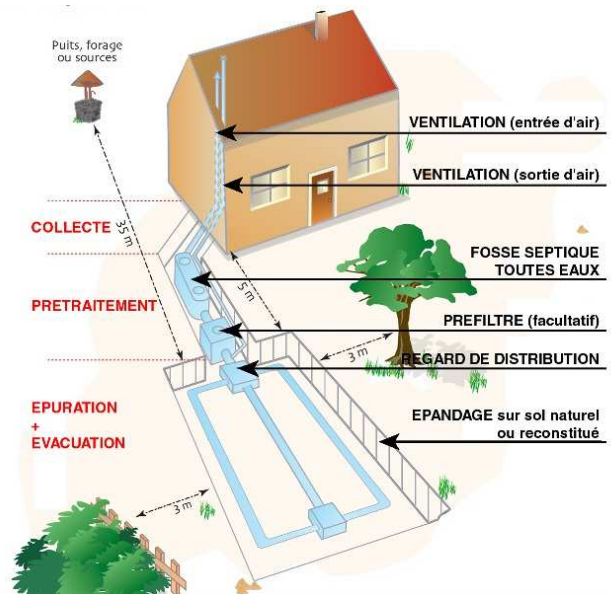 Puits, forage
ou sources
VENTILATION (entrée d'air)
VENTILATION (sortie d'air)
COLLECTE
35 m
FOSSE SEPTIQUE
TOUTES EAUX
5 m
PRETRAITEMENT
PREFILTRE (facultatif)
3 m
REGARD DE DISTRIBUTION
EPURATION
+
EVACUATION
EPANDAGE sur sol naturel
ou reconstitué
3 m